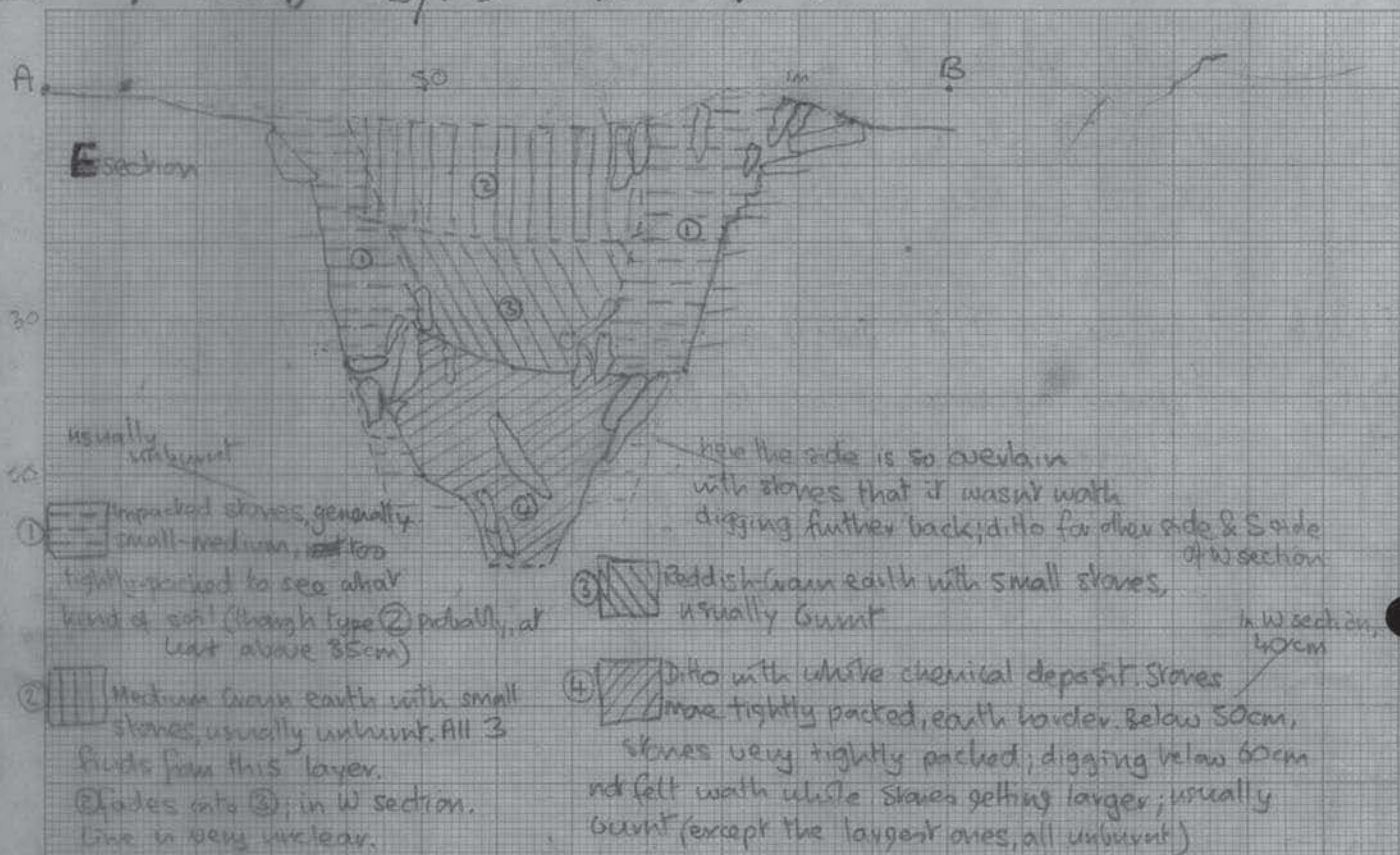 A 50 1m B
E section
②
①
①
③
30
④
usually
unburnt
① Impacted stones, generally
small-medium, too
tightly-packed to see what
kind of soil (though type ② probably, at
least above 35cm)
② Medium brown earth with small
stones, usually unburnt. All 3
finds from this layer.
② fades into ③; in W section.
Line is very unclear.
here the side is so overlain
with stones that it wasn't worth
digging further back; ditto for other side & S side
of W section
③ Reddish-brown earth with small stones,
usually burnt
In W section,
40cm
④ Ditto with white chemical deposit. Stones
more tightly packed, earth harder. Below 50cm,
stones very tightly packed; digging below 60cm
not felt worth while. Stones getting larger; usually
burnt (except the largest ones, all unburnt)